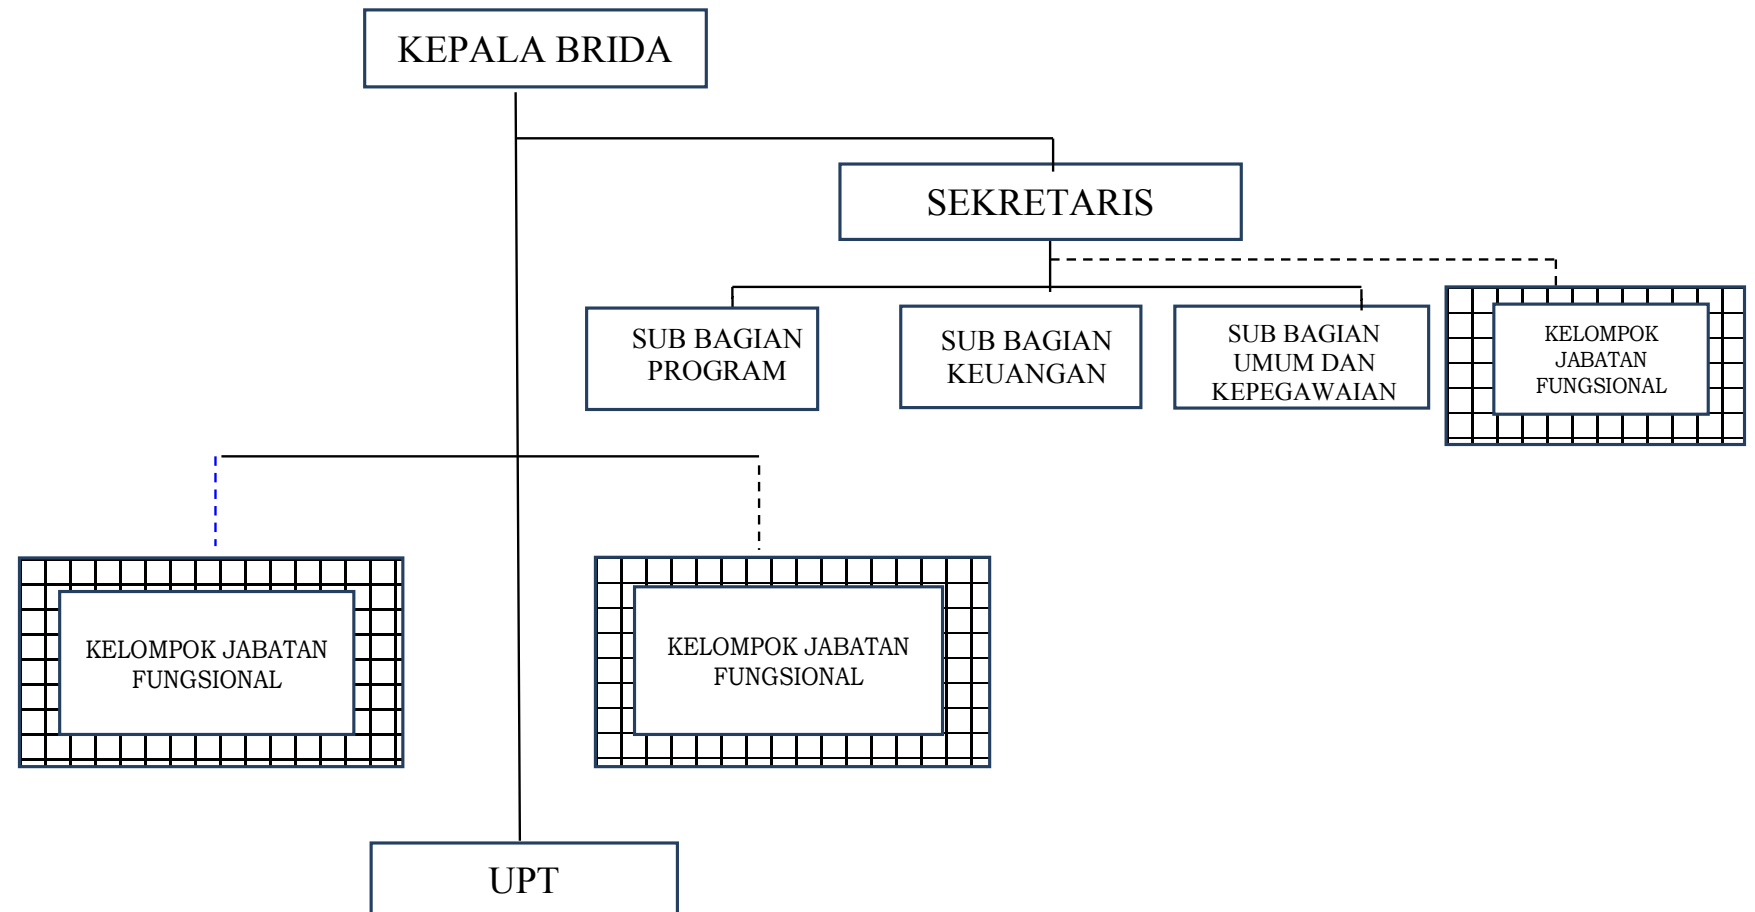 KEPALA BRIDA
SEKRETARIS
SUB BAGIAN
PROGRAM
SUB BAGIAN
KEUANGAN
SUB BAGIAN
UMUM DAN
KEPEGAWAIAN
KELOMPOK
JABATAN
FUNGSIONAL
KELOMPOK JABATAN
FUNGSIONAL
KELOMPOK JABATAN
FUNGSIONAL
UPT